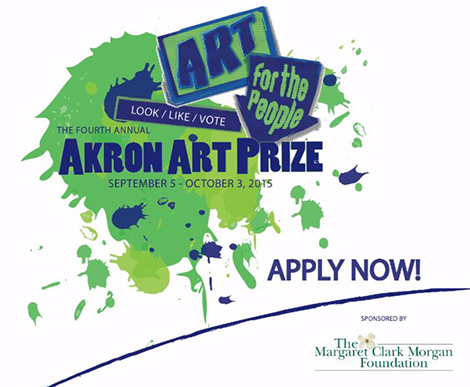 ART
for the
People
LOOK / LIKE / VOTE
THE FOURTH ANNUAL
AKRON ART PRIZE
SEPTEMBER 5 - OCTOBER 3, 2015
APPLY NOW!
SPONSORED BY
The
Margaret Clark Morgan
Foundation